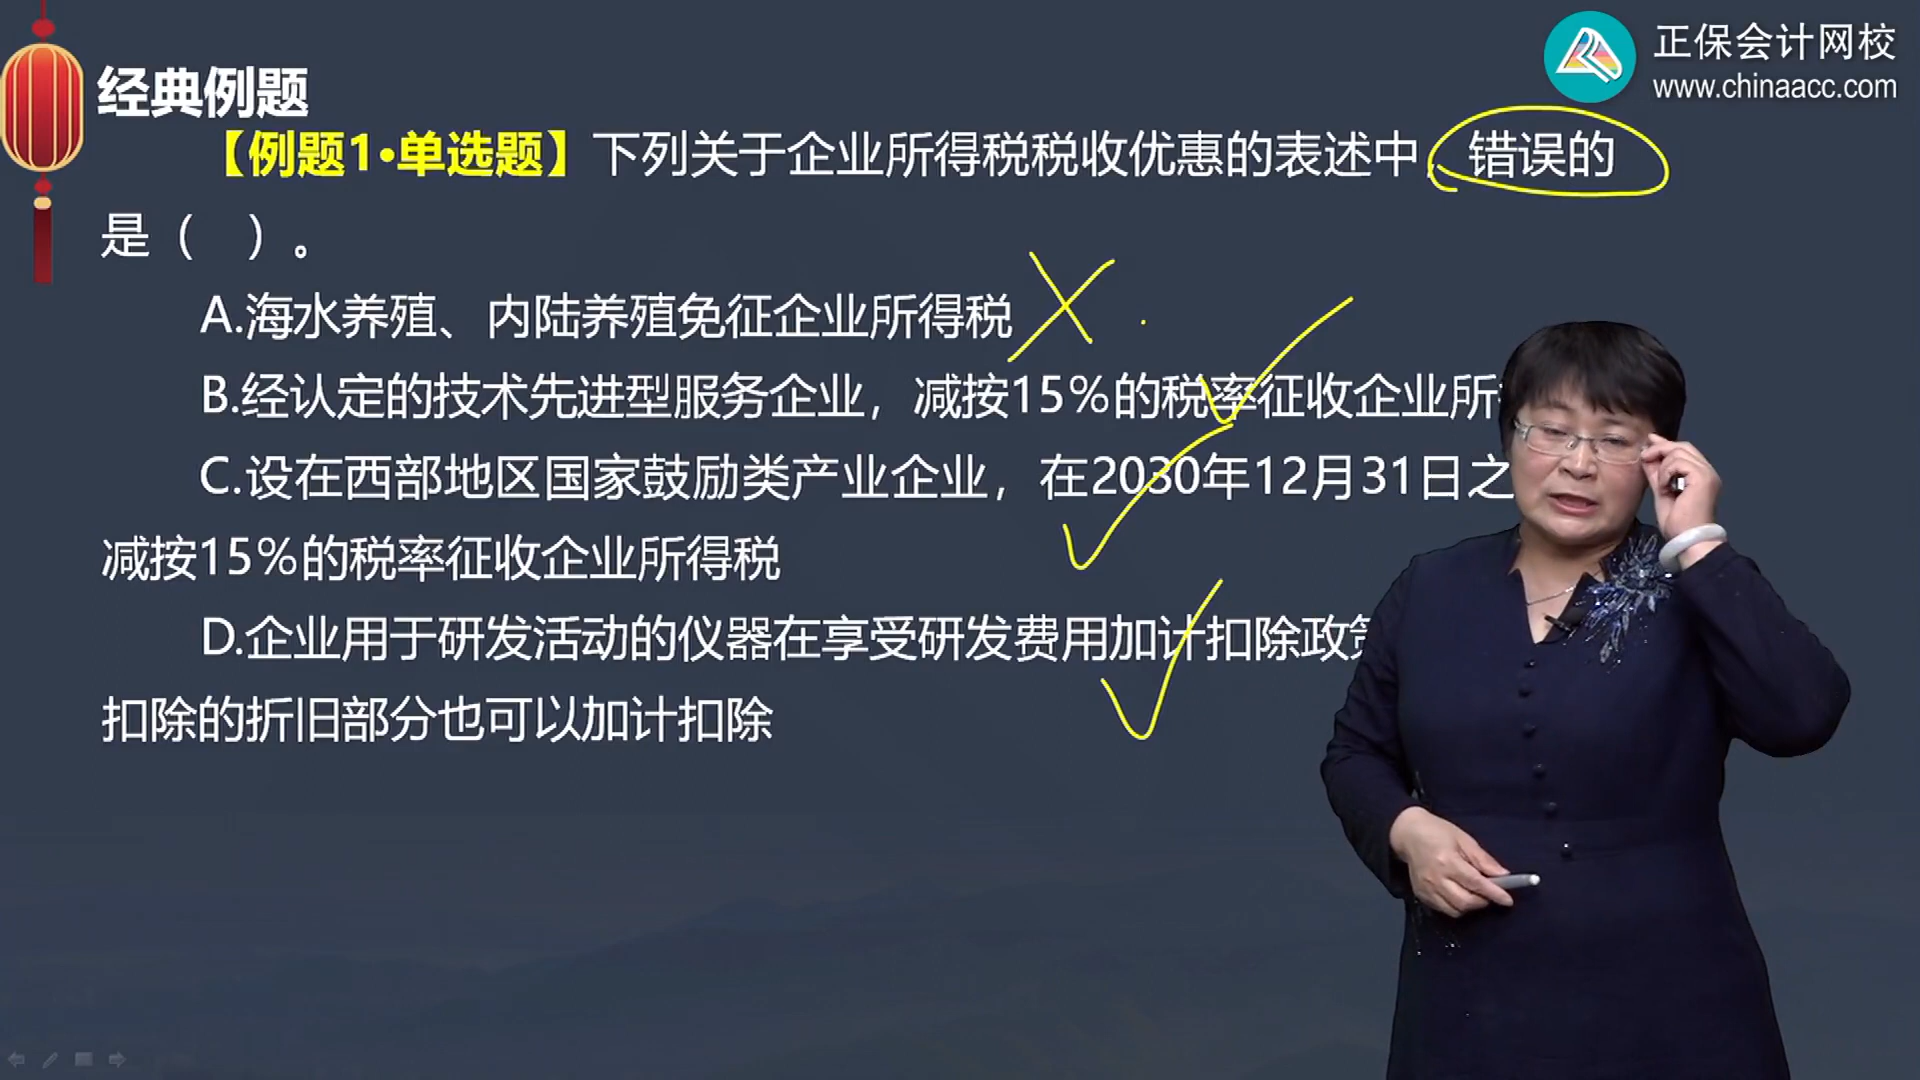 正保会计网校
www.chinaacc.com
经典例题
【例题1•单选题】下列关于企业所得税税收优惠的表述中，错误的
是（ ）。
A.海水养殖、内陆养殖免征企业所得税
B.经认定的技术先进型服务企业，减按15%的税率征收企业所
C.设在西部地区国家鼓励类产业企业，在2030年12月31日之
减按15%的税率征收企业所得税
D.企业用于研发活动的仪器在享受研发费用加计扣除政策
扣除的折旧部分也可以加计扣除